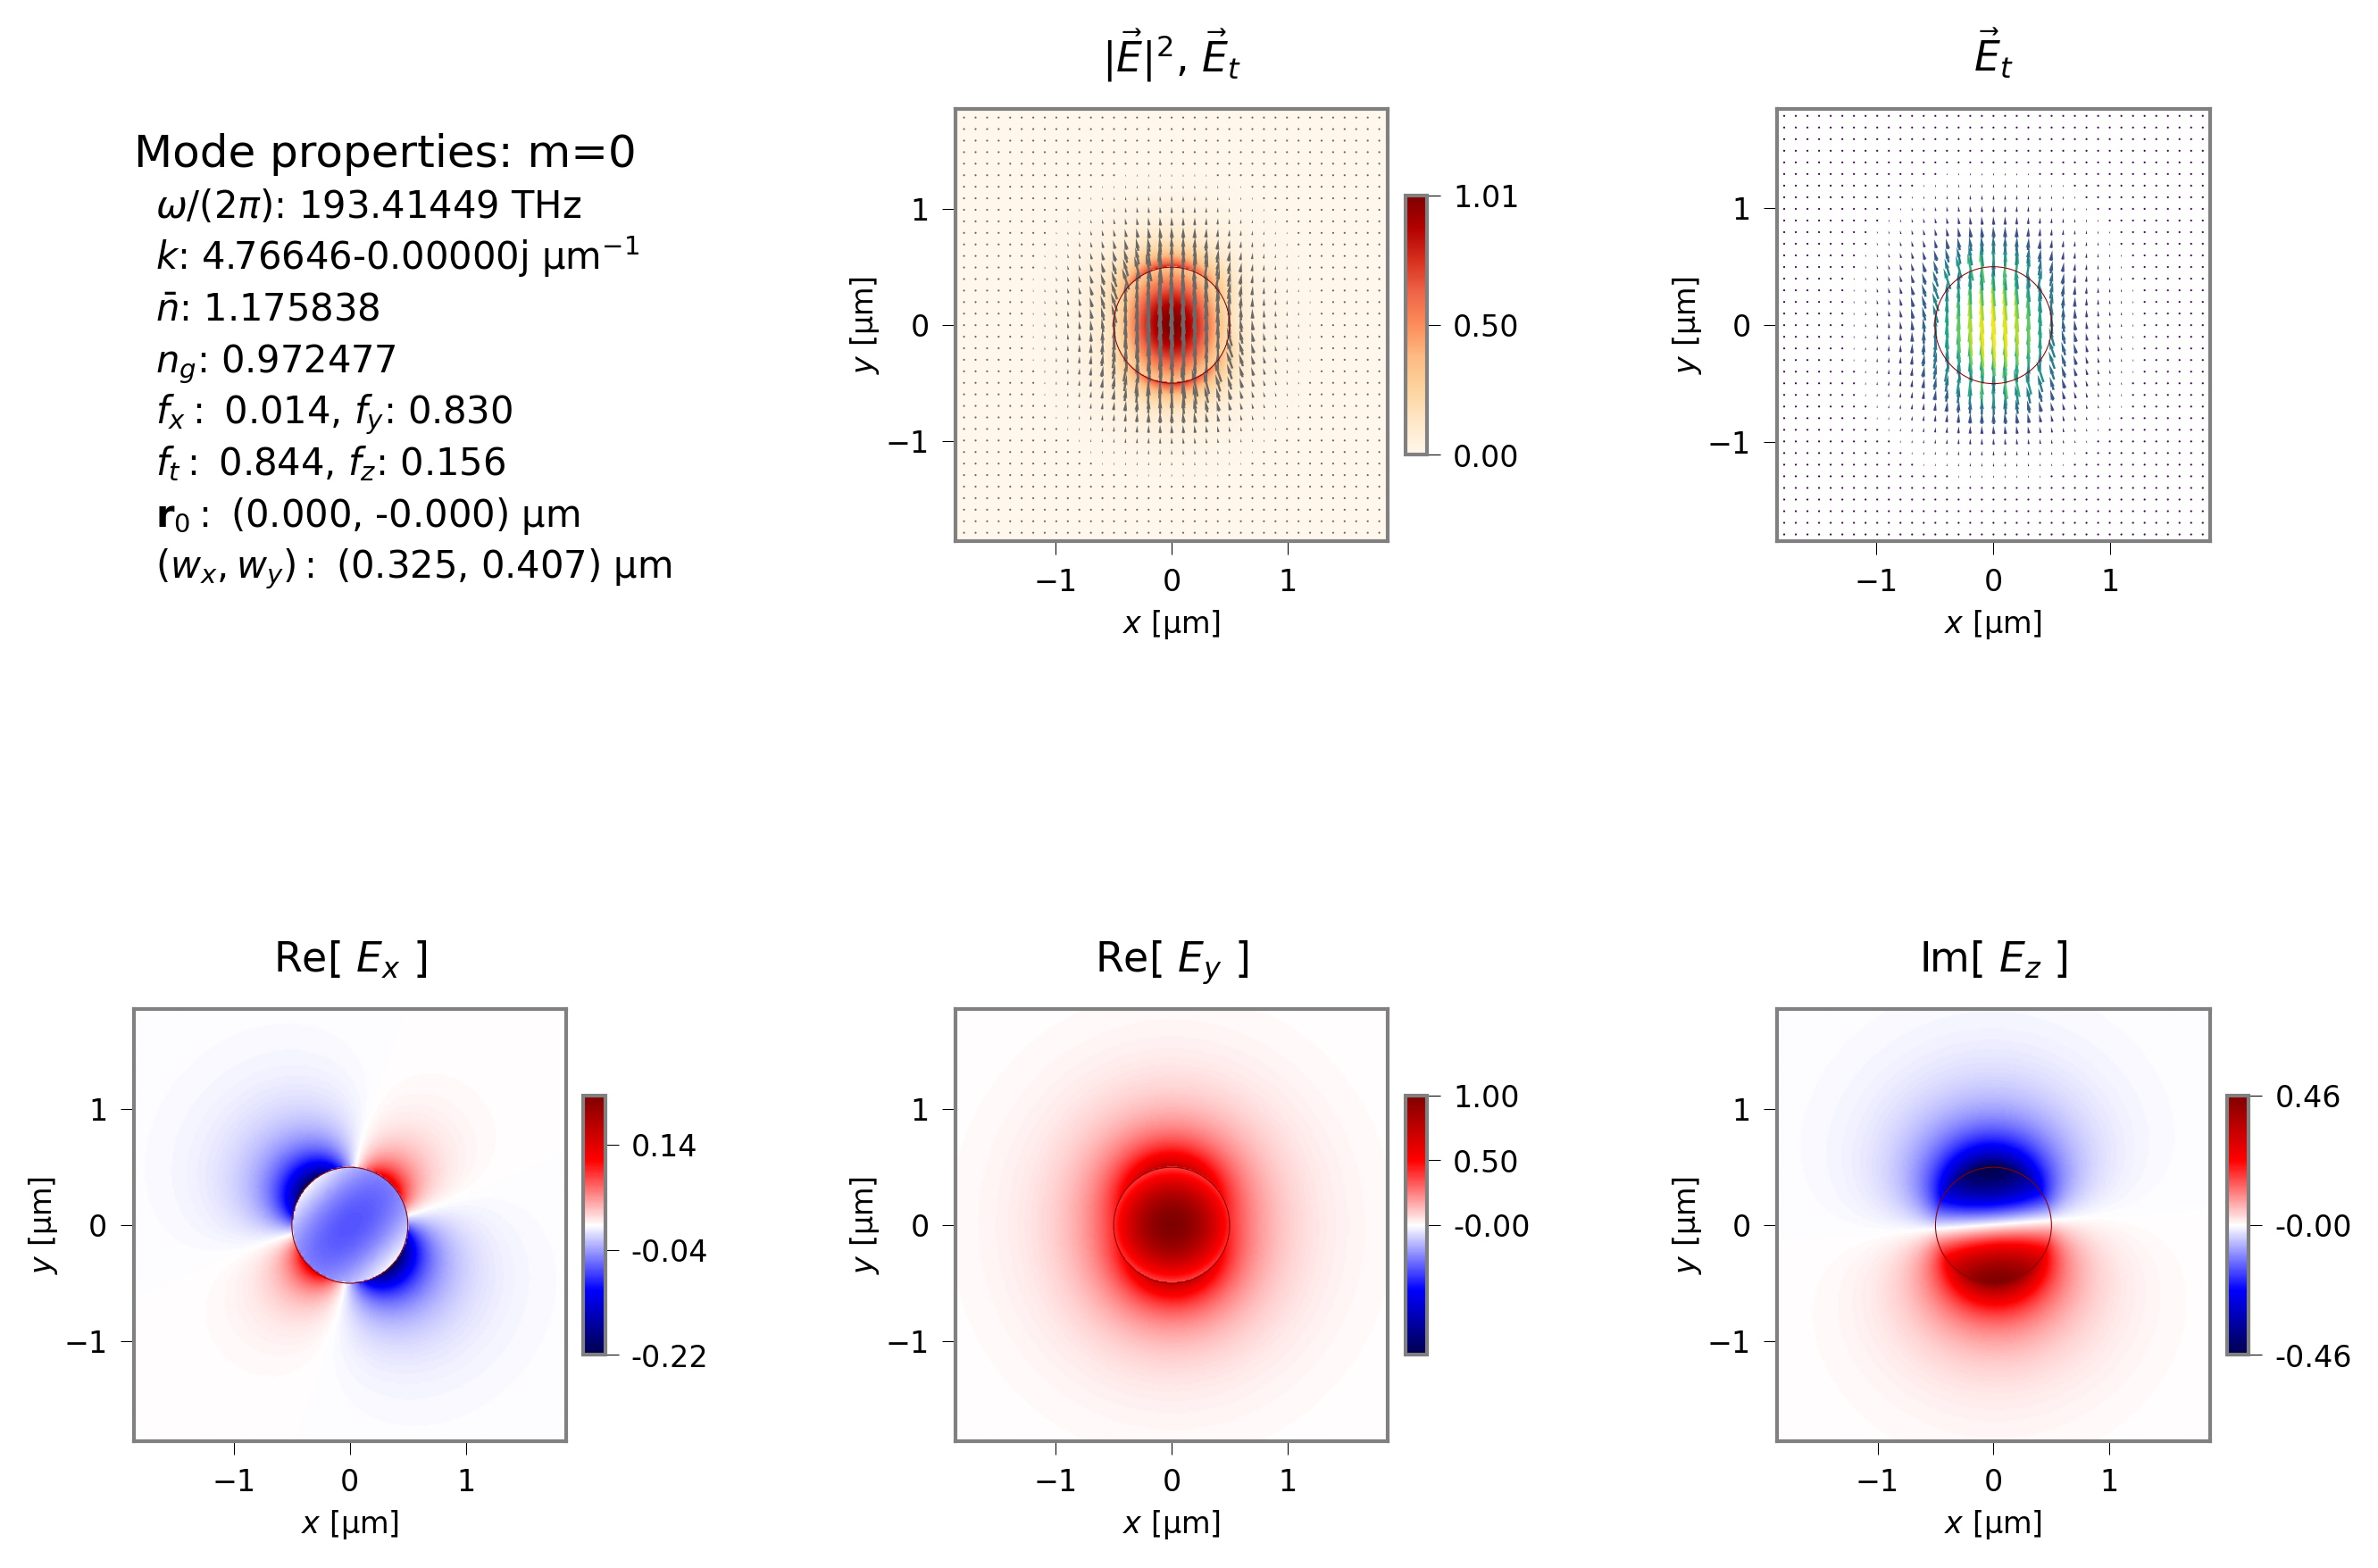 Mode properties: m=0
ω/(2π): 193.41449 THz
k: 4.76646-0.00000j µm⁻¹
n̄: 1.175838
n_g: 0.972477
f_x : 0.014, f_y: 0.830
f_t : 0.844, f_z: 0.156
r₀ : (0.000, -0.000) µm
(w_x, w_y) : (0.325, 0.407) µm
|E⃗|², E⃗_t
1
0
−1
y [µm]
−1 0 1
x [µm]
1.01
0.50
0.00
E⃗_t
1
0
−1
y [µm]
−1 0 1
x [µm]
Re[ E_x ]
1
0
−1
y [µm]
−1 0 1
x [µm]
0.14
-0.04
-0.22
Re[ E_y ]
1
0
−1
y [µm]
−1 0 1
x [µm]
1.00
0.50
-0.00
Im[ E_z ]
1
0
−1
y [µm]
−1 0 1
x [µm]
0.46
-0.00
-0.46